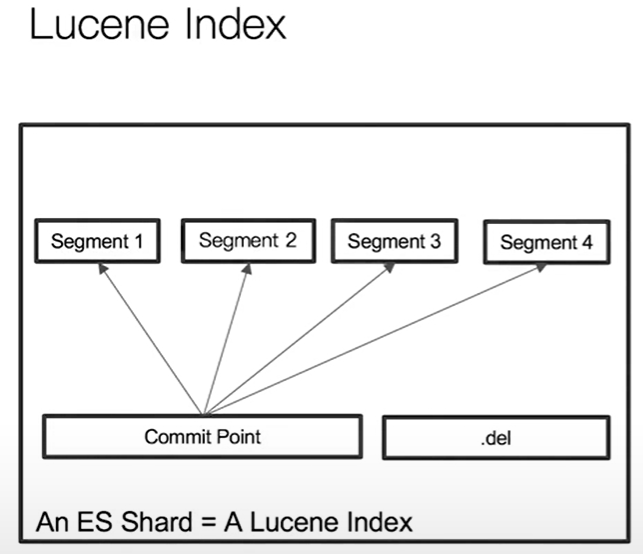 Lucene Index
Segment 1
Segment 2
Segment 3
Segment 4
Commit Point
.del
An ES Shard = A Lucene Index